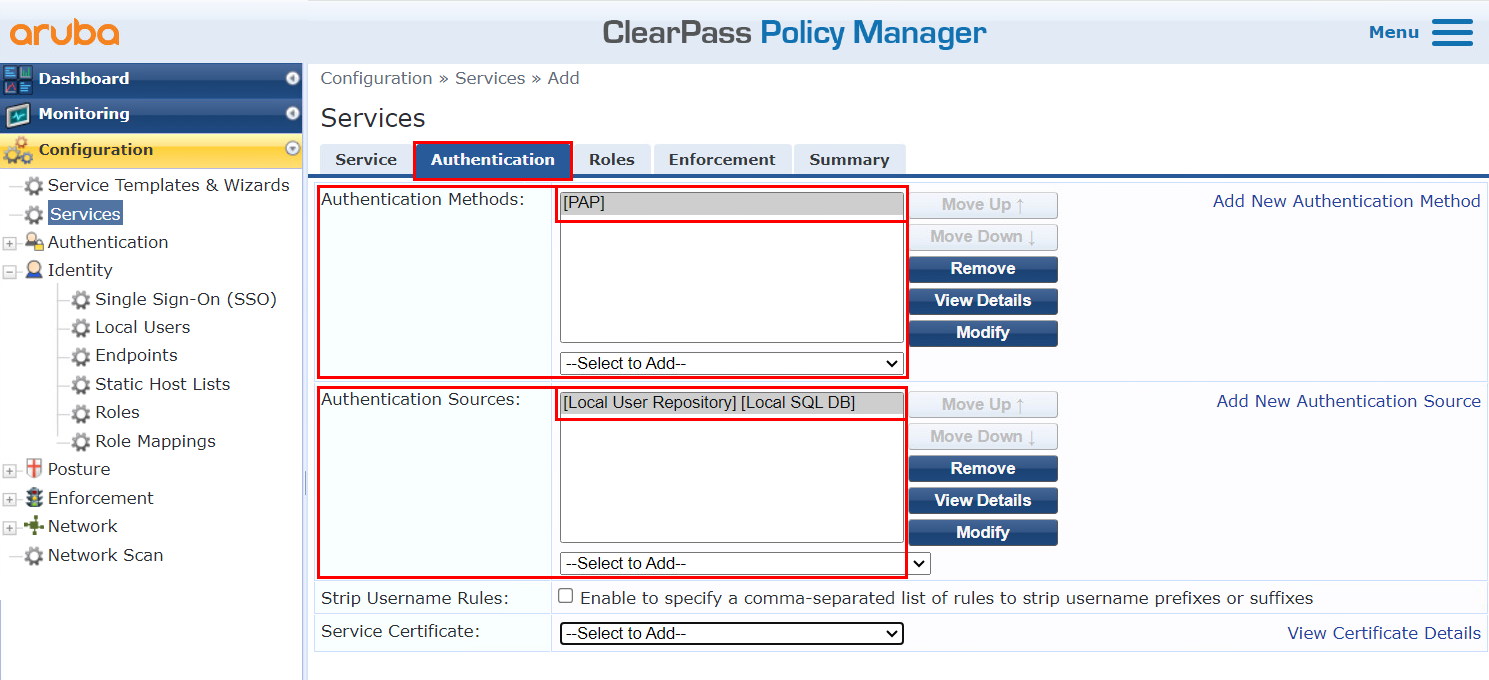 aruba
ClearPass Policy Manager
Menu
Dashboard
Monitoring
Configuration
Service Templates & Wizards
Services
Authentication
Identity
Single Sign-On (SSO)
Local Users
Endpoints
Static Host Lists
Roles
Role Mappings
Posture
Enforcement
Network
Network Scan
Configuration » Services » Add
Services
Service Authentication Roles Enforcement Summary
Authentication Methods:
[PAP]
--Select to Add--
Move Up ↑
Move Down ↓
Remove
View Details
Modify
Add New Authentication Method
Authentication Sources:
[Local User Repository] [Local SQL DB]
--Select to Add--
Move Up ↑
Move Down ↓
Remove
View Details
Modify
Add New Authentication Source
Strip Username Rules:
Enable to specify a comma-separated list of rules to strip username prefixes or suffixes
Service Certificate:
--Select to Add--
View Certificate Details